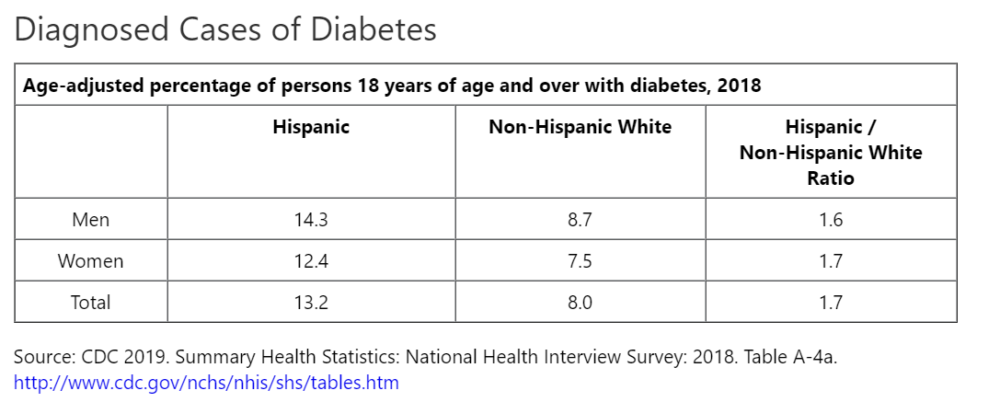 Diagnosed Cases of Diabetes
Age-adjusted percentage of persons 18 years of age and over with diabetes, 2018
Hispanic Non-Hispanic White Hispanic /
Non-Hispanic White
Ratio
Men 14.3 8.7 1.6
Women 12.4 7.5 1.7
Total 13.2 8.0 1.7
Source: CDC 2019. Summary Health Statistics: National Health Interview Survey: 2018. Table A-4a.
http://www.cdc.gov/nchs/nhis/shs/tables.htm